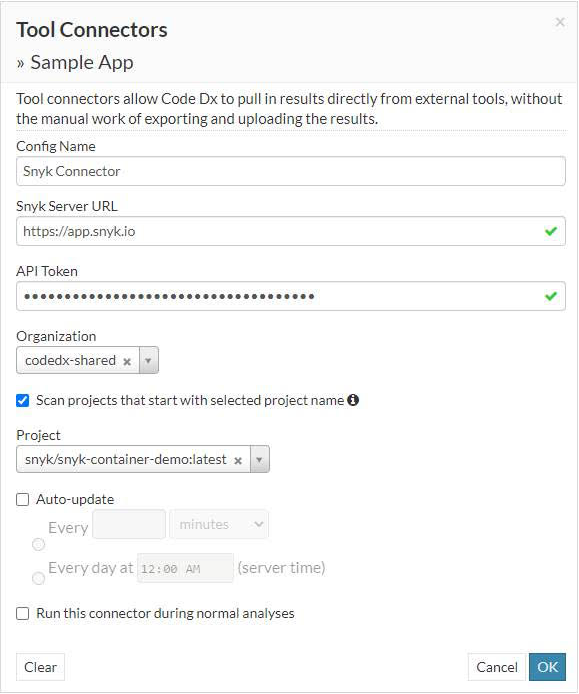 Tool Connectors
×
» Sample App
Tool connectors allow Code Dx to pull in results directly from external tools, without
the manual work of exporting and uploading the results.
Config Name
Snyk Connector
Snyk Server URL
https://app.snyk.io
API Token
••••••••••••••••••••••••••••••••••••
Organization
codedx-shared ×
Scan projects that start with selected project name
Project
snyk/snyk-container-demo:latest ×
Auto-update
Every minutes
Every day at 12:00 AM (server time)
Run this connector during normal analyses
Clear Cancel OK